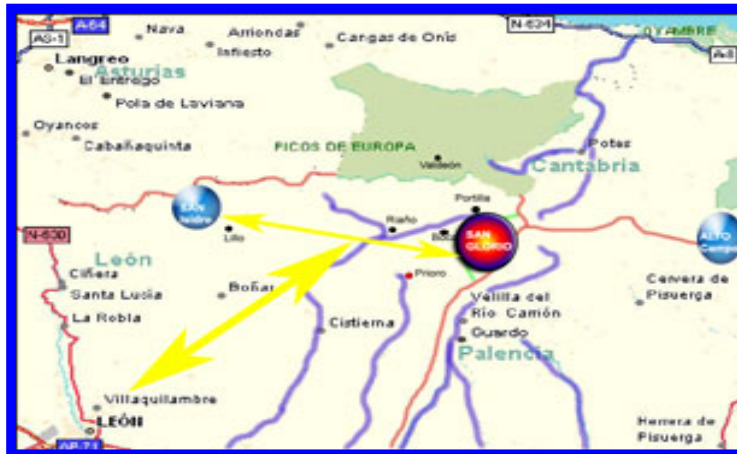 A-64
N-634
AS-1
Nava
Arriondas
OYAMBRE
Infiesto
Cangas de Onís
A-8
Langreo
Asturias
El Entrego
Pola de Laviana
Oyancos
Cabañaquinta
PICOS DE EUROPA
Valdeón
Potes
Cantabria
SAN
Isidro
Portilla
Riaño
Lillo
Boca
SAN
GLORIO
ALTO
Campoo
N-630
León
Prioro
Ciñera
Santa Lucía
Boñar
Velilla del
Río Carrión
Cervera de
Pisuerga
La Robla
Cistierna
Guardo
Palencia
Villaquilambre
LEÓN
AP-71
Herrera de
Pisuerga